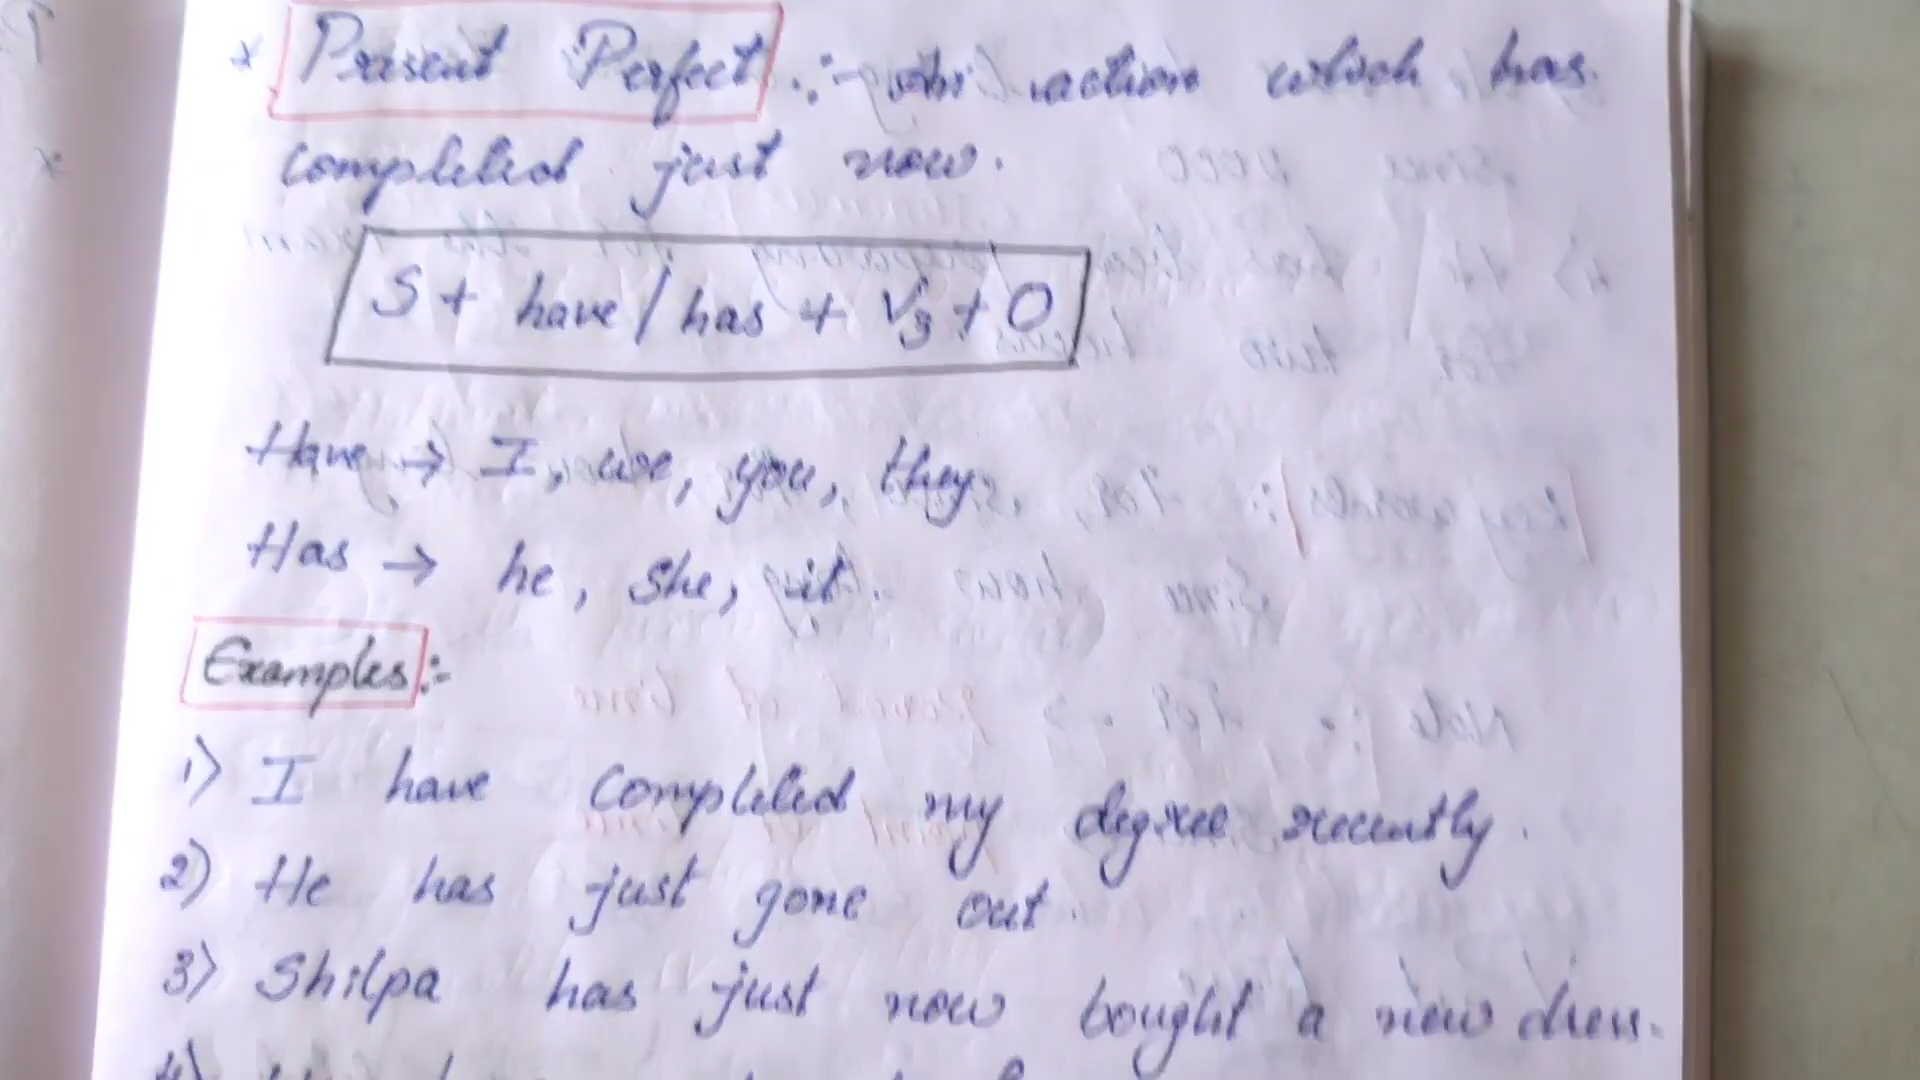 * Present Perfect :- An action which has
completed just now.
S + have / has + V3 + O
Have → I, we, you, they
Has → he, she, it.
Examples :-
1) I have completed my degree recently.
2) He has just gone out.
3) Shilpa has just now bought a new dress.
4)